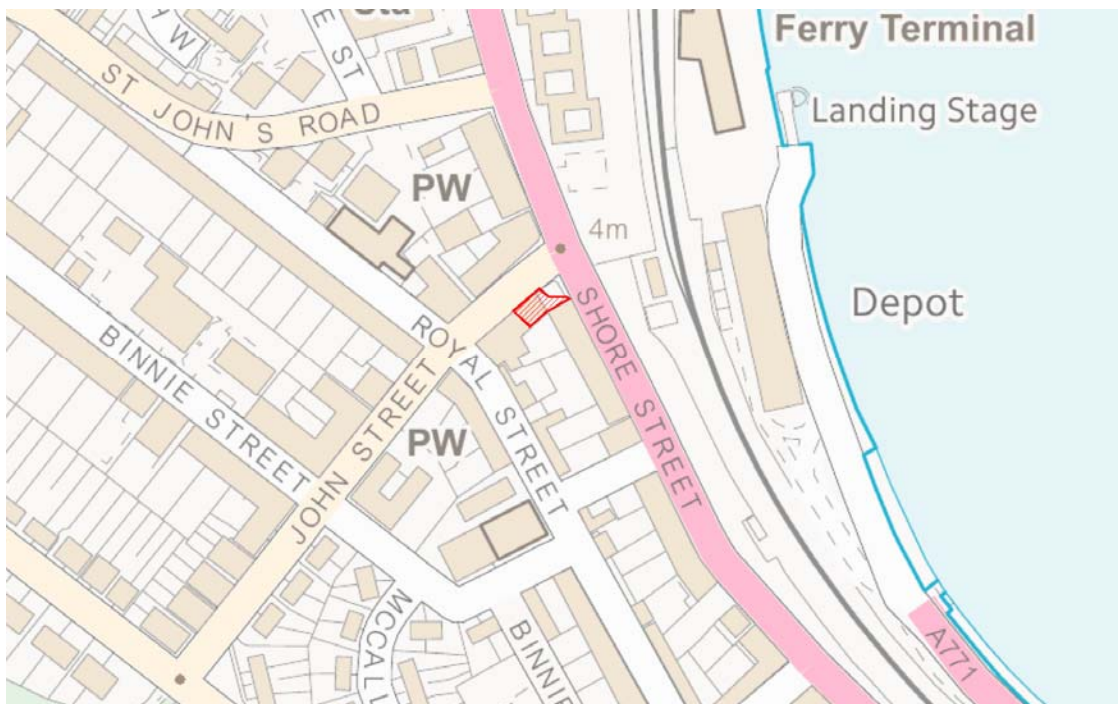 Sta
Ferry Terminal
Landing Stage
ST JOHN'S ROAD
PW
4m
SHORE STREET
Depot
ROYAL STREET
BINNIE STREET
JOHN STREET
PW
A771